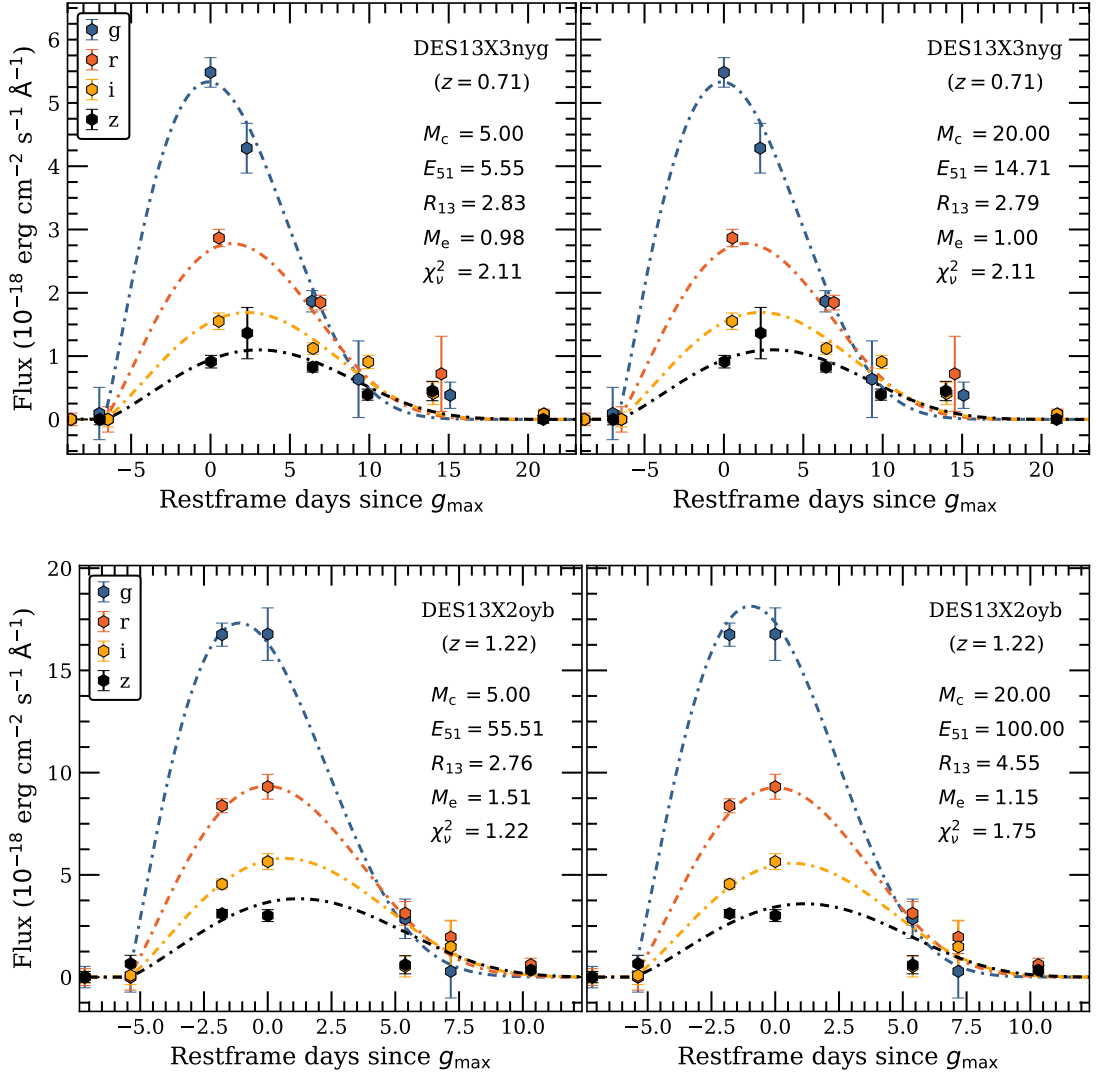 g
r
i
z
DES13X3nyg
(z = 0.71)
M_c = 5.00
E_51 = 5.55
R_13 = 2.83
M_e = 0.98
χ²_ν = 2.11
DES13X3nyg
(z = 0.71)
M_c = 20.00
E_51 = 14.71
R_13 = 2.79
M_e = 1.00
χ²_ν = 2.11
Flux (10⁻¹⁸ erg cm⁻² s⁻¹ Å⁻¹)
6
5
4
3
2
1
0
−5 0 5 10 15 20
−5 0 5 10 15 20
Restframe days since g_max
Restframe days since g_max
g
r
i
z
DES13X2oyb
(z = 1.22)
M_c = 5.00
E_51 = 55.51
R_13 = 2.76
M_e = 1.51
χ²_ν = 1.22
DES13X2oyb
(z = 1.22)
M_c = 20.00
E_51 = 100.00
R_13 = 4.55
M_e = 1.15
χ²_ν = 1.75
Flux (10⁻¹⁸ erg cm⁻² s⁻¹ Å⁻¹)
20
15
10
5
0
−5.0 −2.5 0.0 2.5 5.0 7.5 10.0
−5.0 −2.5 0.0 2.5 5.0 7.5 10.0
Restframe days since g_max
Restframe days since g_max